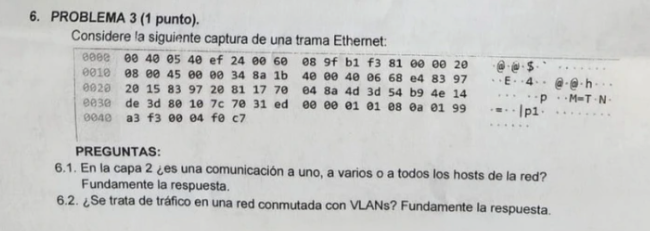 6. PROBLEMA 3 (1 punto).
Considere la siguiente captura de una trama Ethernet:
0000 00 40 05 40 ef 24 00 60 08 9f b1 f3 81 00 00 20 ·@·@·$·` ········
0010 08 00 45 00 00 34 8a 1b 40 00 40 06 68 e4 83 97 ··E··4·· @·@·h···
0020 20 15 83 97 20 81 17 70 04 8a 4d 3d 54 b9 4e 14 ·······p ··M=T·N·
0030 de 3d 80 10 7c 70 31 ed 00 00 01 01 08 0a 01 99 ·=··|p1· ········
0040 a3 f3 00 04 f0 c7 ······
PREGUNTAS:
6.1. En la capa 2 ¿es una comunicación a uno, a varios o a todos los hosts de la red?
Fundamente la respuesta.
6.2. ¿Se trata de tráfico en una red conmutada con VLANs? Fundamente la respuesta.